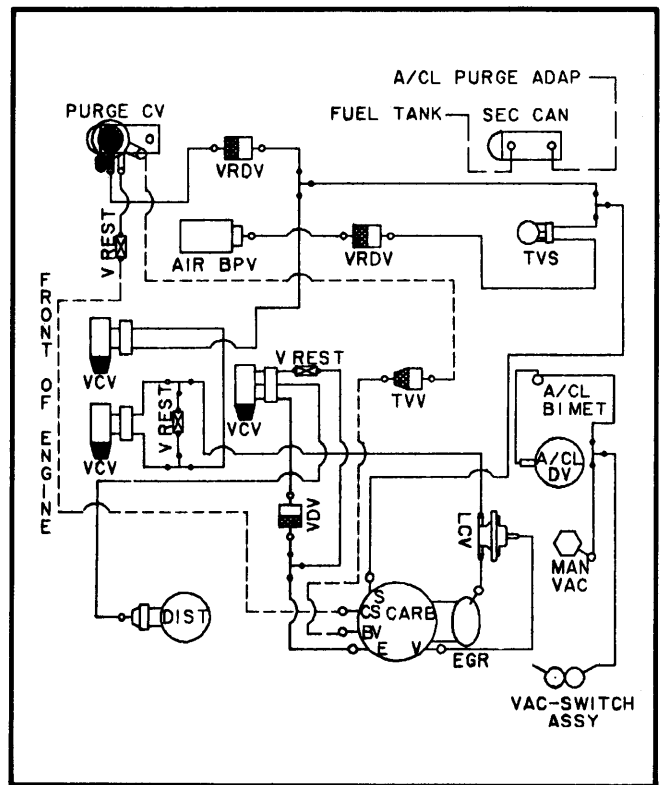 A/CL PURGE ADAP
PURGE CV
FUEL TANK
SEC CAN
VRDV
V REST
AIR BPV
VRDV
TVS
FRONT OF ENGINE
VCV
V REST
TVV
A/CL
BIMET
VCV
V REST
VCV
A/CL
DV
VDV
LCV
MAN
VAC
DIST
S
CS
CARB
BV
E
V
EGR
VAC-SWITCH
ASSY